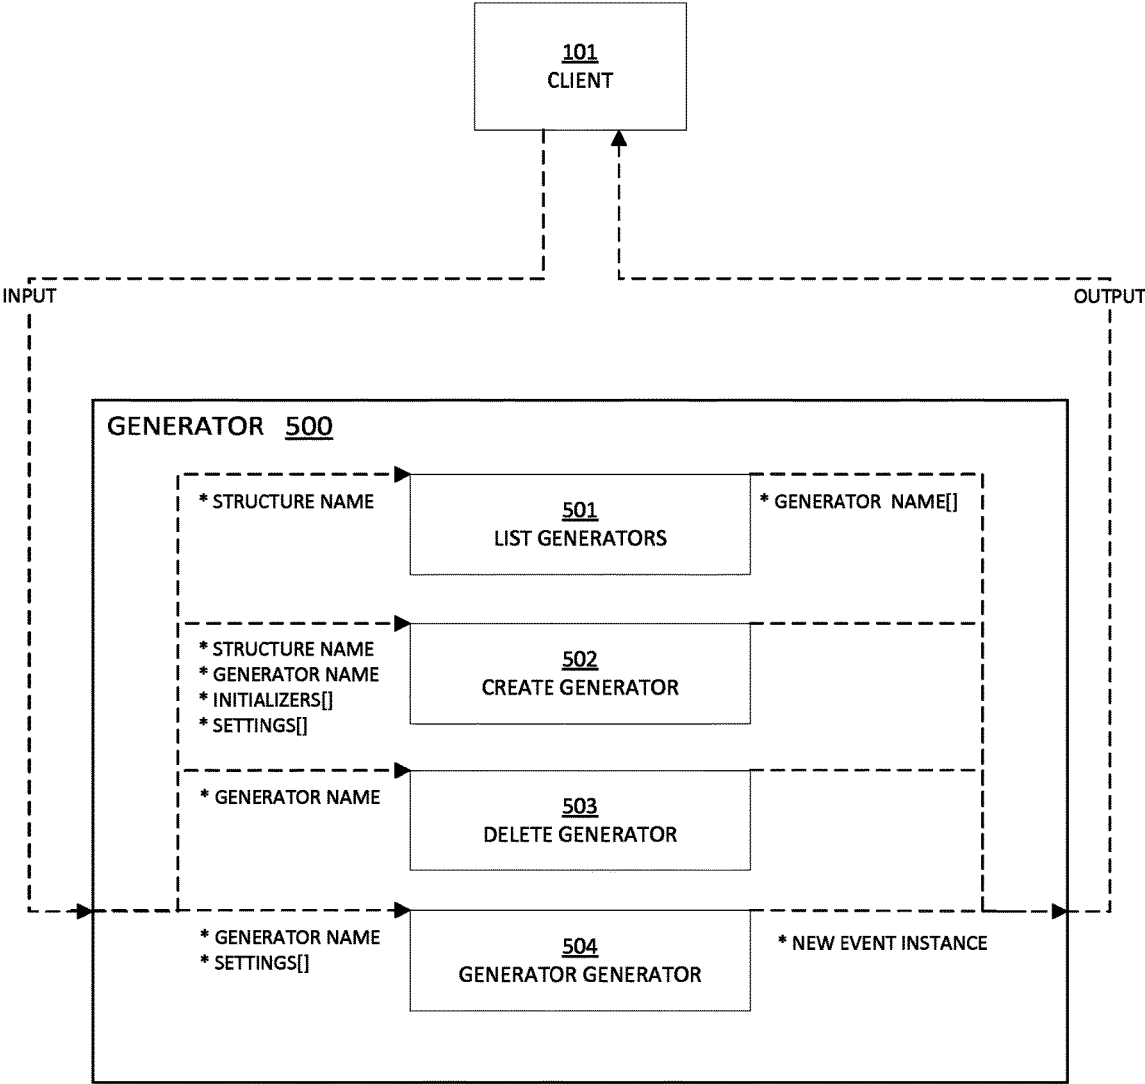 101
CLIENT
INPUT
OUTPUT
GENERATOR 500
* STRUCTURE NAME
501
LIST GENERATORS
* GENERATOR NAME[]
* STRUCTURE NAME
* GENERATOR NAME
* INITIALIZERS[]
* SETTINGS[]
502
CREATE GENERATOR
* GENERATOR NAME
503
DELETE GENERATOR
* GENERATOR NAME
* SETTINGS[]
504
GENERATOR GENERATOR
* NEW EVENT INSTANCE